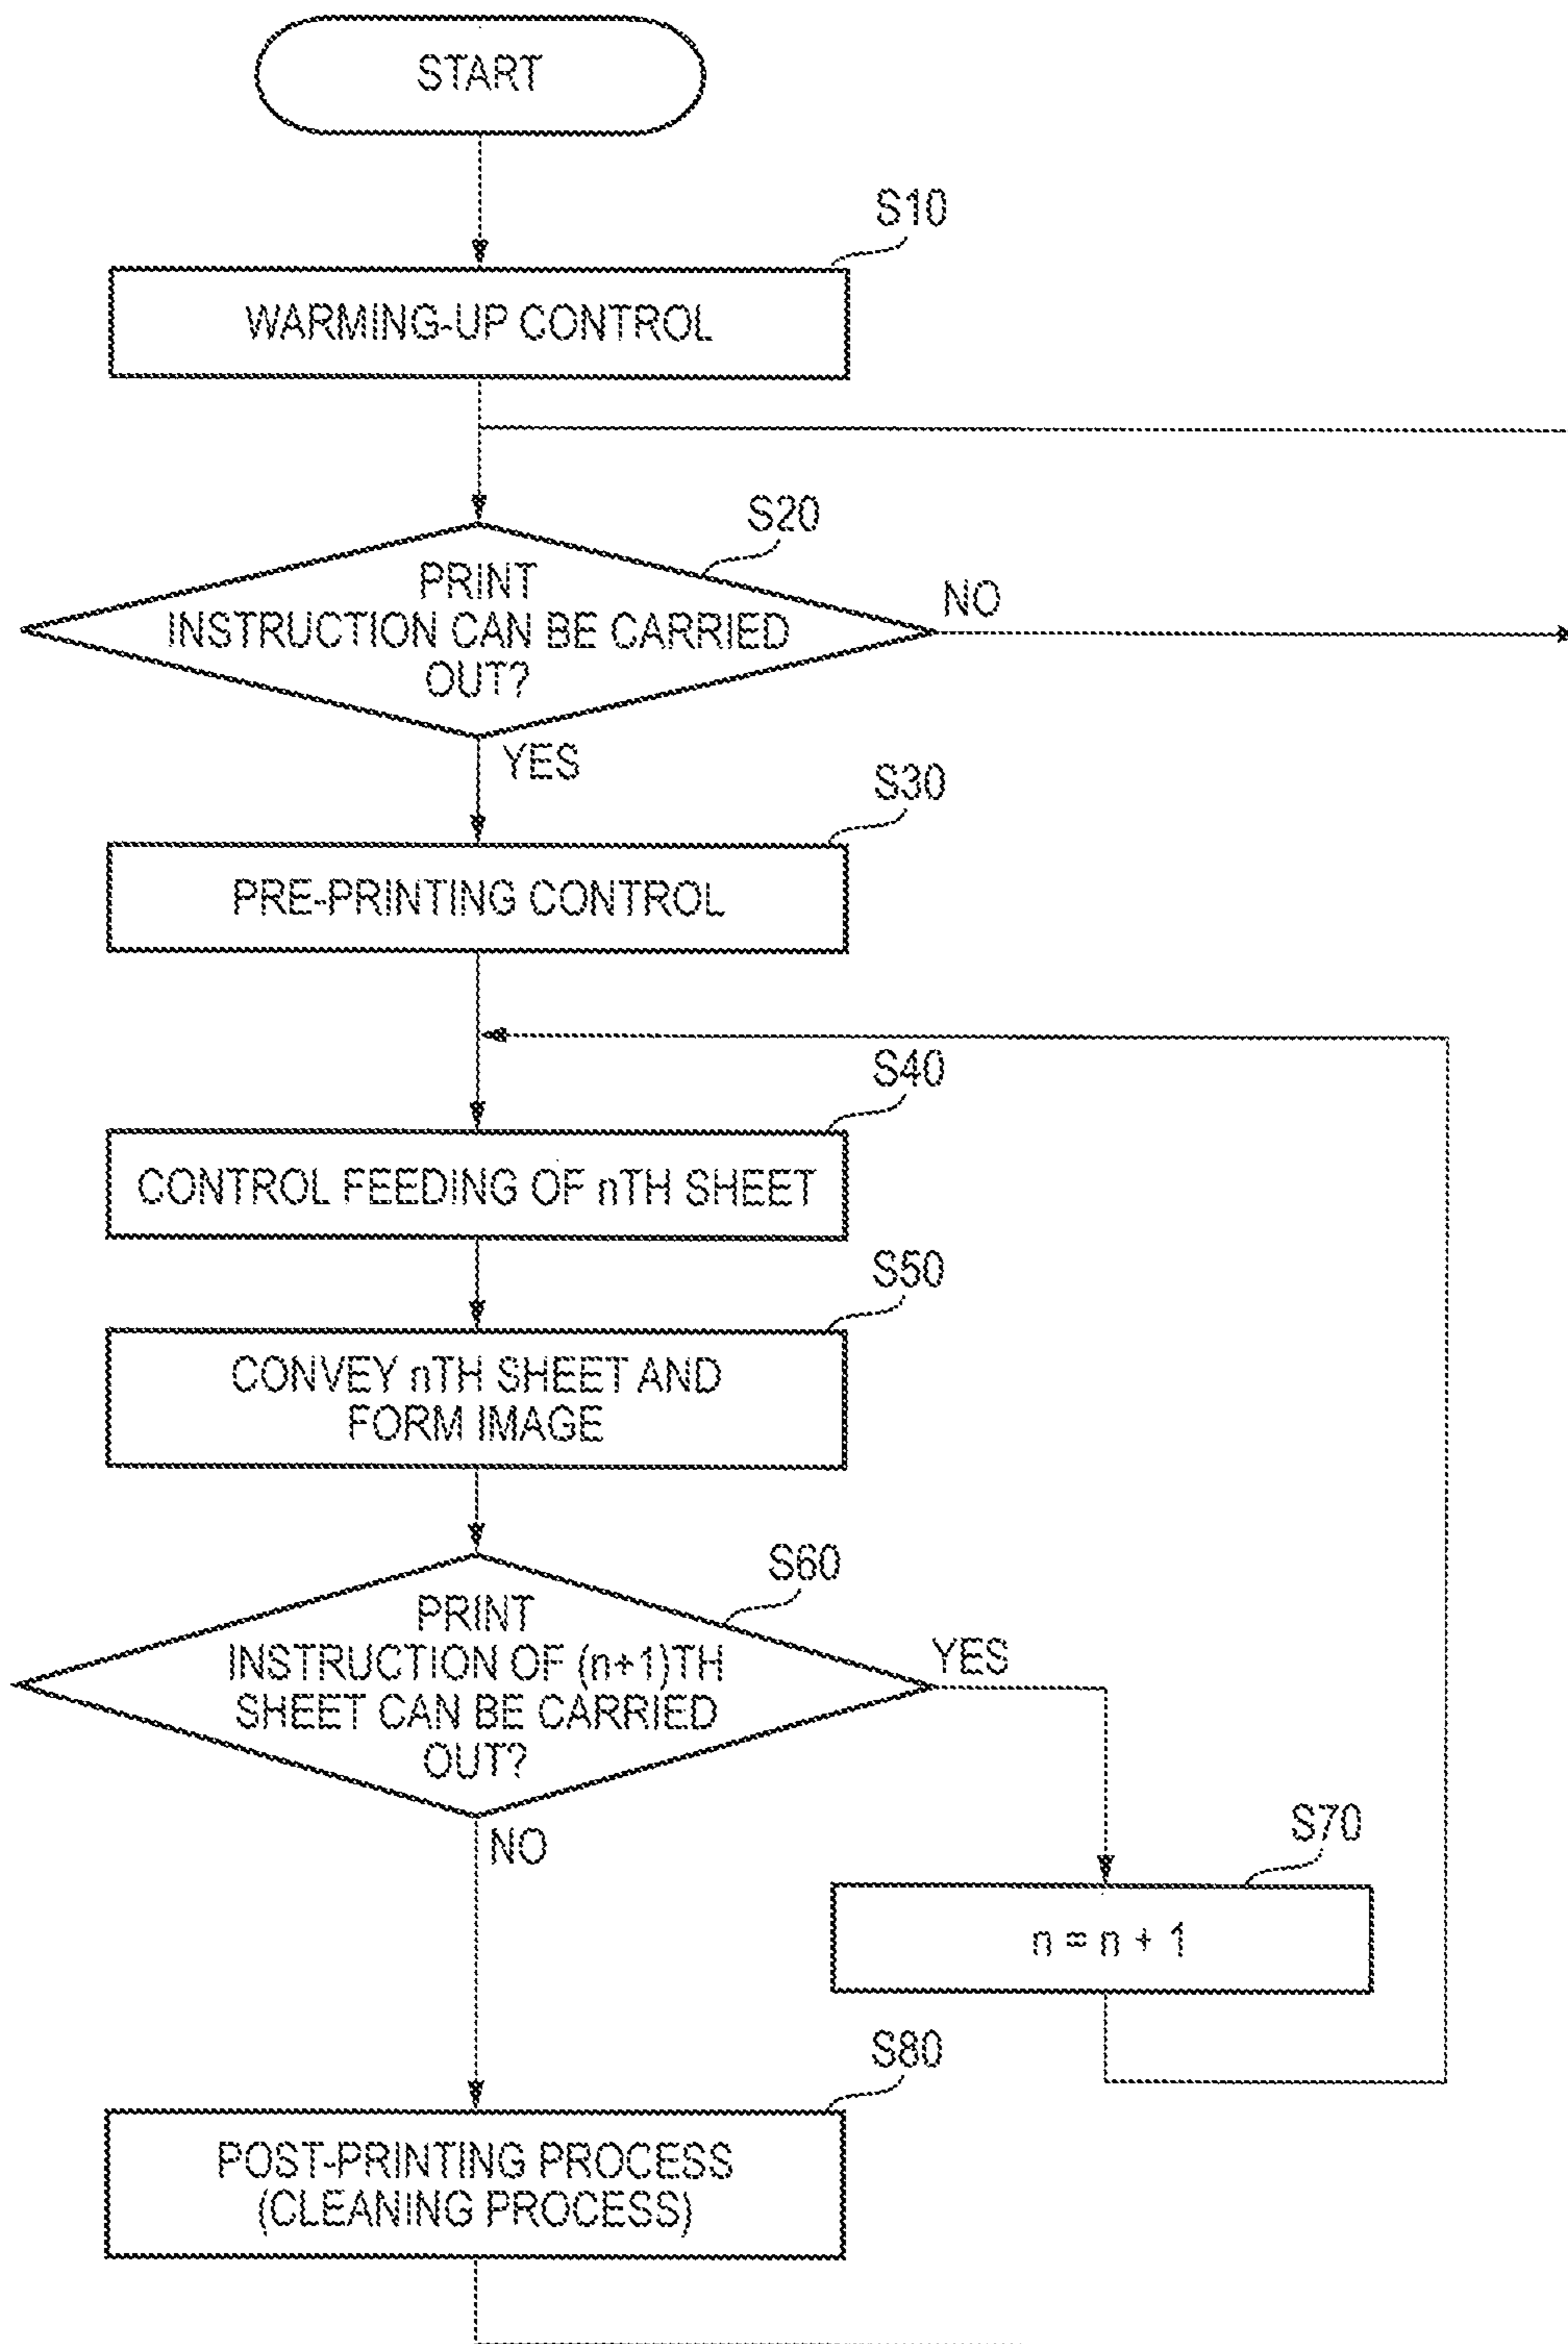 START
S10
WARMING-UP CONTROL
S20
PRINT
INSTRUCTION CAN BE CARRIED
OUT?
NO
YES
S30
PRE-PRINTING CONTROL
S40
CONTROL FEEDING OF nTH SHEET
S50
CONVEY nTH SHEET AND
FORM IMAGE
S60
PRINT
INSTRUCTION OF (n+1)TH
SHEET CAN BE CARRIED
OUT?
YES
NO
S70
n = n + 1
S80
POST-PRINTING PROCESS
(CLEANING PROCESS)